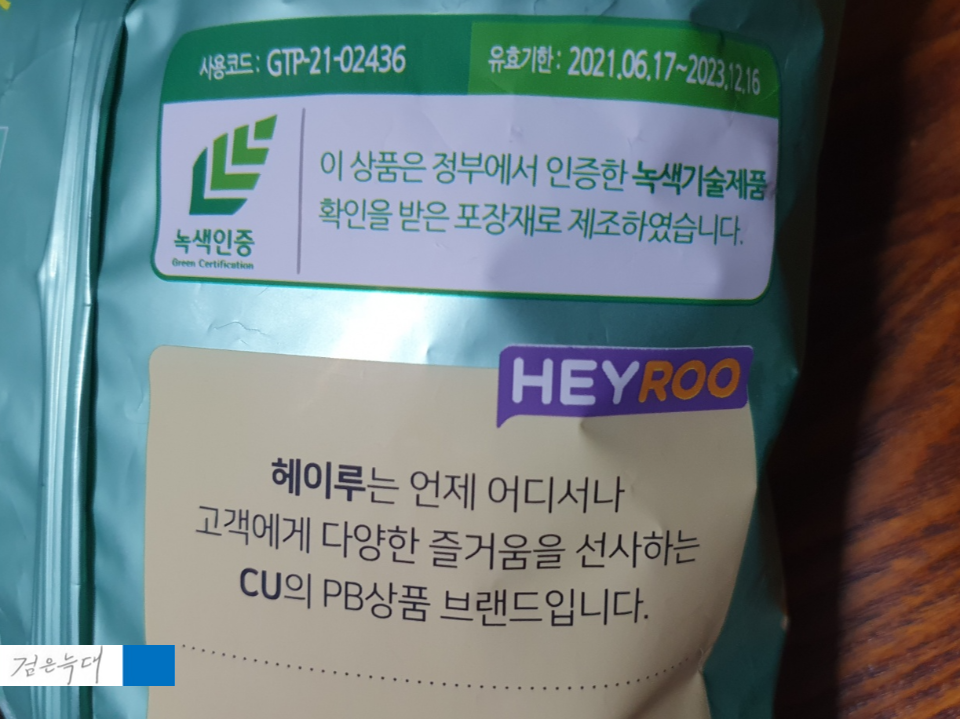 사용코드 : GTP-21-02436
유효기한 : 2021.06.17~2023.12.16
이 상품은 정부에서 인증한 녹색기술제품
확인을 받은 포장재로 제조하였습니다.
녹색인증
Green Certification
HEYROO
헤이루는 언제 어디서나
고객에게 다양한 즐거움을 선사하는
CU의 PB상품 브랜드입니다.
검은늑대